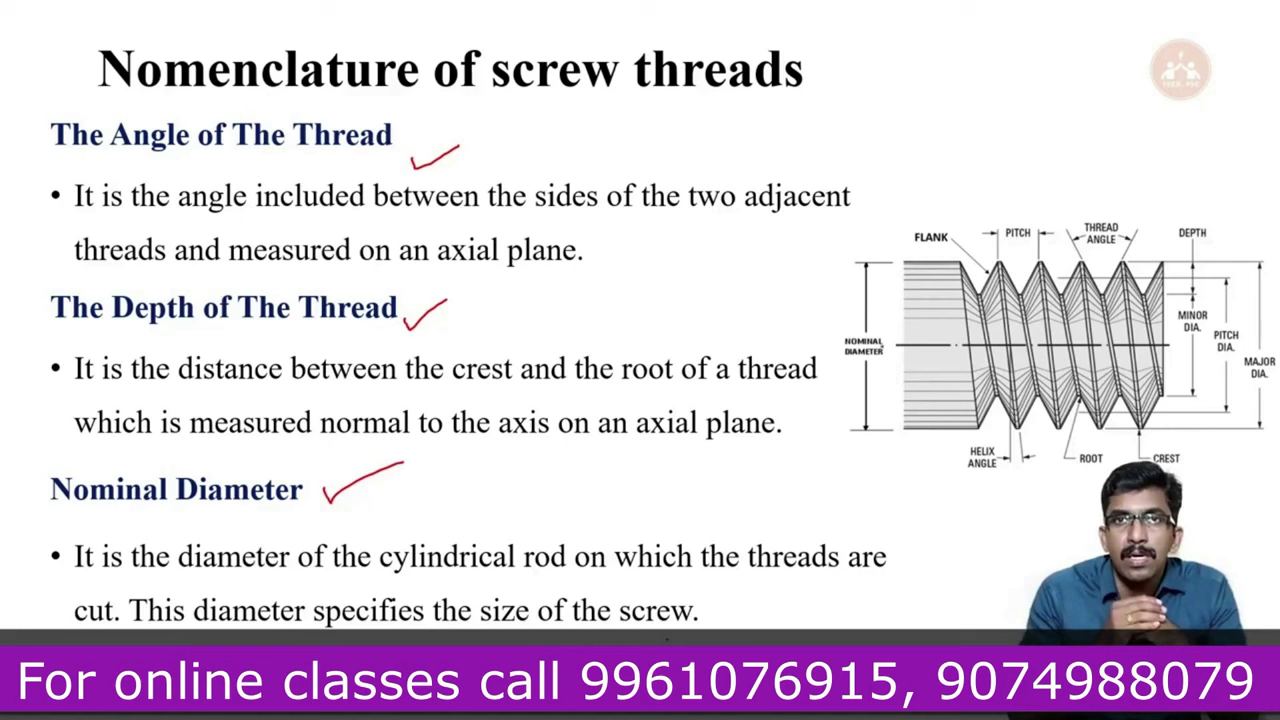 Nomenclature of screw threads
The Angle of The Thread
• It is the angle included between the sides of the two adjacent
threads and measured on an axial plane.
The Depth of The Thread
• It is the distance between the crest and the root of a thread
which is measured normal to the axis on an axial plane.
Nominal Diameter
• It is the diameter of the cylindrical rod on which the threads are
cut. This diameter specifies the size of the screw.
FLANK
PITCH
THREAD
ANGLE
DEPTH
NOMINAL
DIAMETER
MINOR
DIA.
PITCH
DIA.
MAJOR
DIA.
HELIX
ANGLE
ROOT
CREST
For online classes call 9961076915, 9074988079